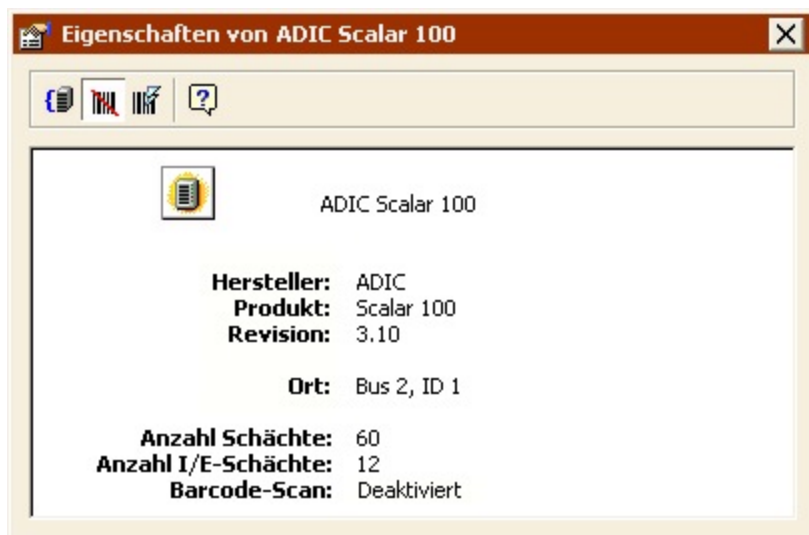 Eigenschaften von ADIC Scalar 100
ADIC Scalar 100
Hersteller: ADIC
Produkt: Scalar 100
Revision: 3.10
Ort: Bus 2, ID 1
Anzahl Schächte: 60
Anzahl I/E-Schächte: 12
Barcode-Scan: Deaktiviert